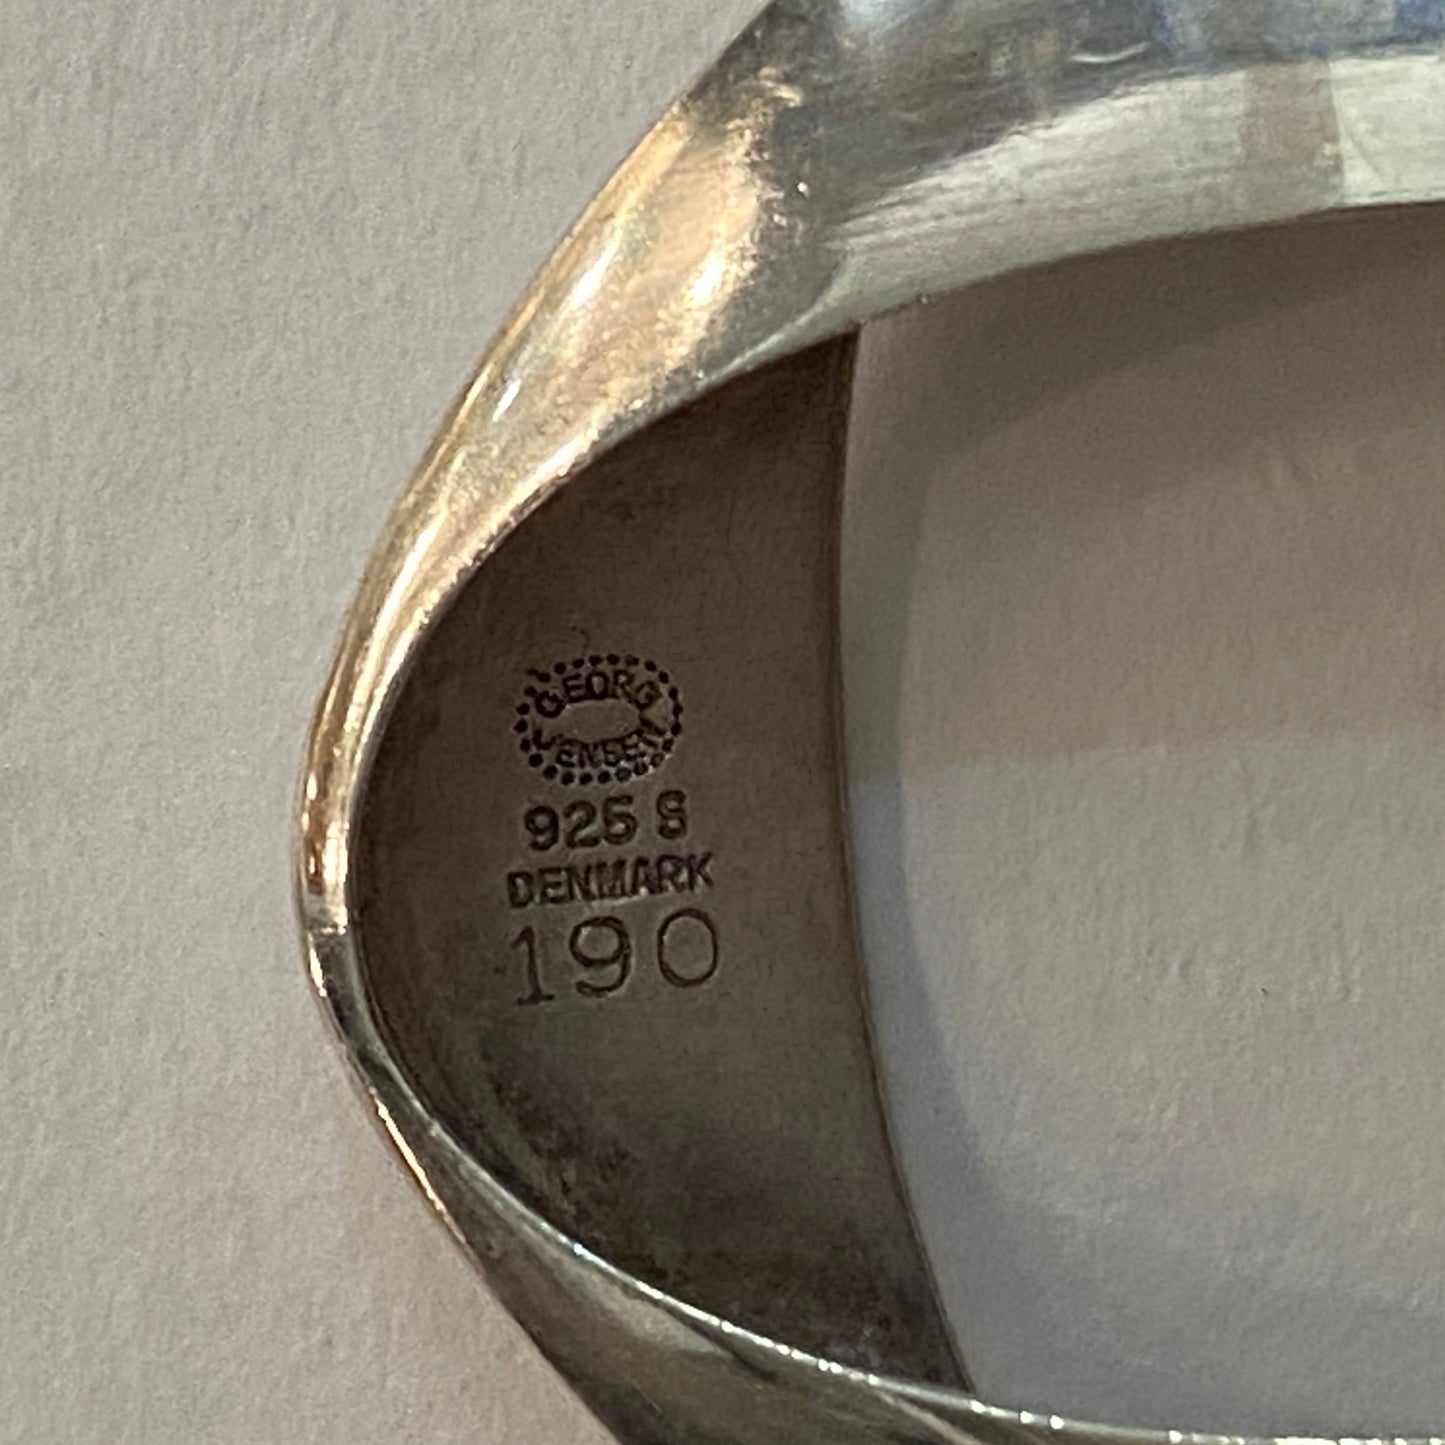 GEORG
JENSEN
925 S
DENMARK
190